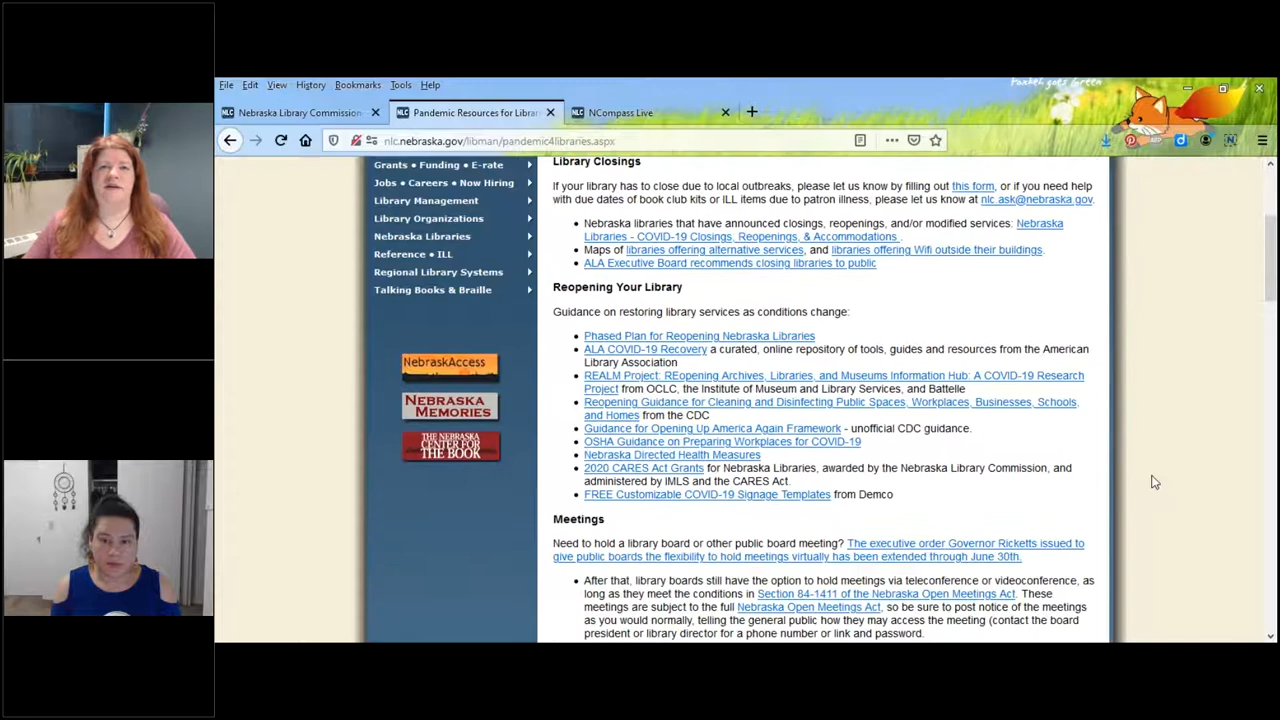 Foxkeh goes Green
File Edit View History Bookmarks Tools Help
NLC Nebraska Library Commission
NLC Pandemic Resources for Librar
NLC NCompass Live
nlc.nebraska.gov/libman/pandemic4libraries.aspx
Grants • Funding • E-rate
Jobs • Careers • Now Hiring
Library Management
Library Organizations
Nebraska Libraries
Reference • ILL
Regional Library Systems
Talking Books & Braille
NebraskAccess
NEBRASKA
MEMORIES
THE NEBRASKA
CENTER FOR
THE BOOK
Library Closings
If your library has to close due to local outbreaks, please let us know by filling out this form, or if you need help
with due dates of book club kits or ILL items due to patron illness, please let us know at nlc.ask@nebraska.gov.
• Nebraska libraries that have announced closings, reopenings, and/or modified services: Nebraska
Libraries - COVID-19 Closings, Reopenings, & Accommodations .
• Maps of libraries offering alternative services, and libraries offering Wifi outside their buildings.
• ALA Executive Board recommends closing libraries to public
Reopening Your Library
Guidance on restoring library services as conditions change:
• Phased Plan for Reopening Nebraska Libraries
• ALA COVID-19 Recovery a curated, online repository of tools, guides and resources from the American
Library Association
• REALM Project: REopening Archives, Libraries, and Museums Information Hub: A COVID-19 Research
Project from OCLC, the Institute of Museum and Library Services, and Battelle
• Reopening Guidance for Cleaning and Disinfecting Public Spaces, Workplaces, Businesses, Schools,
and Homes from the CDC
• Guidance for Opening Up America Again Framework - unofficial CDC guidance.
• OSHA Guidance on Preparing Workplaces for COVID-19
• Nebraska Directed Health Measures
• 2020 CARES Act Grants for Nebraska Libraries, awarded by the Nebraska Library Commission, and
administered by IMLS and the CARES Act.
• FREE Customizable COVID-19 Signage Templates from Demco
Meetings
Need to hold a library board or other public board meeting? The executive order Governor Ricketts issued to
give public boards the flexibility to hold meetings virtually has been extended through June 30th.
• After that, library boards still have the option to hold meetings via teleconference or videoconference, as
long as they meet the conditions in Section 84-1411 of the Nebraska Open Meetings Act. These
meetings are subject to the full Nebraska Open Meetings Act, so be sure to post notice of the meetings
as you would normally, telling the general public how they may access the meeting (contact the board
president or library director for a phone number or link and password.